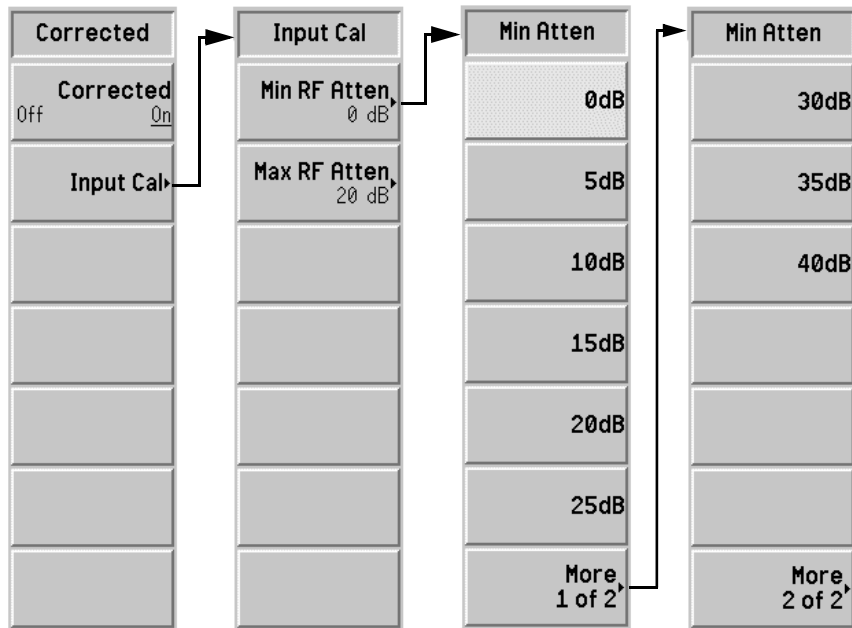 Corrected
Corrected
Off On
Input Cal
Input Cal
Min RF Atten
0 dB
Max RF Atten
20 dB
Min Atten
0dB
5dB
10dB
15dB
20dB
25dB
More
1 of 2
Min Atten
30dB
35dB
40dB
More
2 of 2